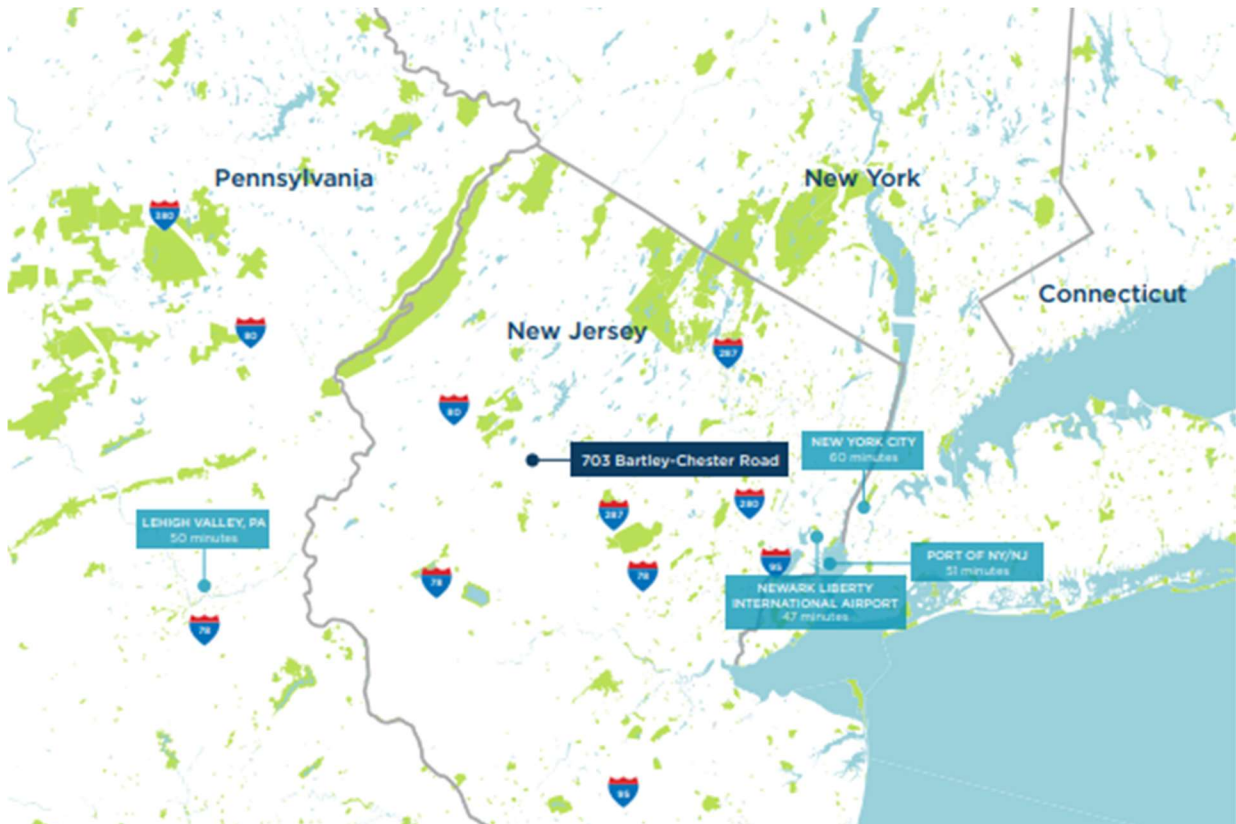 Pennsylvania
New York
380
Connecticut
80
New Jersey
287
80
703 Bartley-Chester Road
NEW YORK CITY
60 minutes
287
280
LEHIGH VALLEY, PA
50 minutes
95
PORT OF NY/NJ
51 minutes
78
78
NEWARK LIBERTY
INTERNATIONAL AIRPORT
47 minutes
78
95